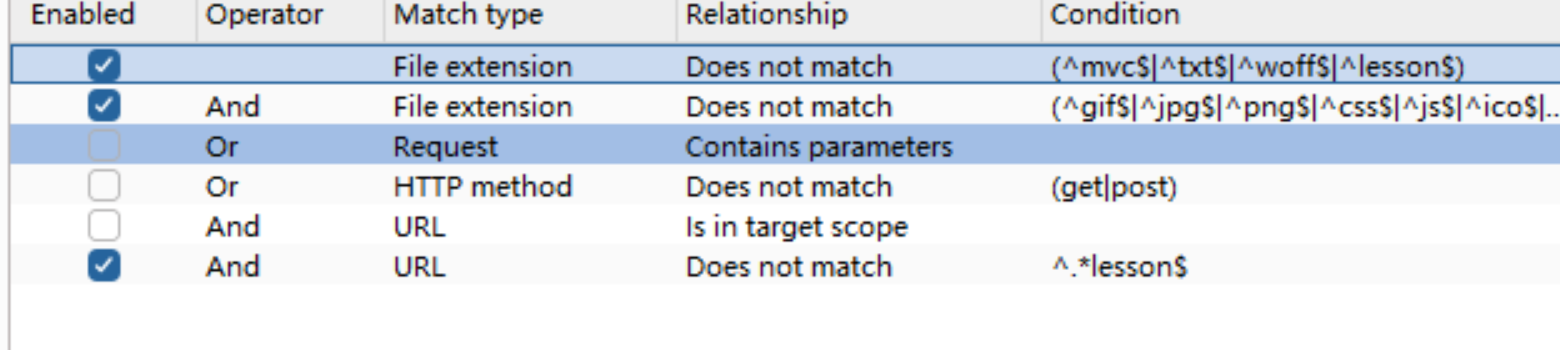 Enabled Operator Match type Relationship Condition
File extension Does not match (^mvc$|^txt$|^woff$|^lesson$)
And File extension Does not match (^gif$|^jpg$|^png$|^css$|^js$|^ico$|...
Or Request Contains parameters
Or HTTP method Does not match (get|post)
And URL Is in target scope
And URL Does not match ^.*lesson$